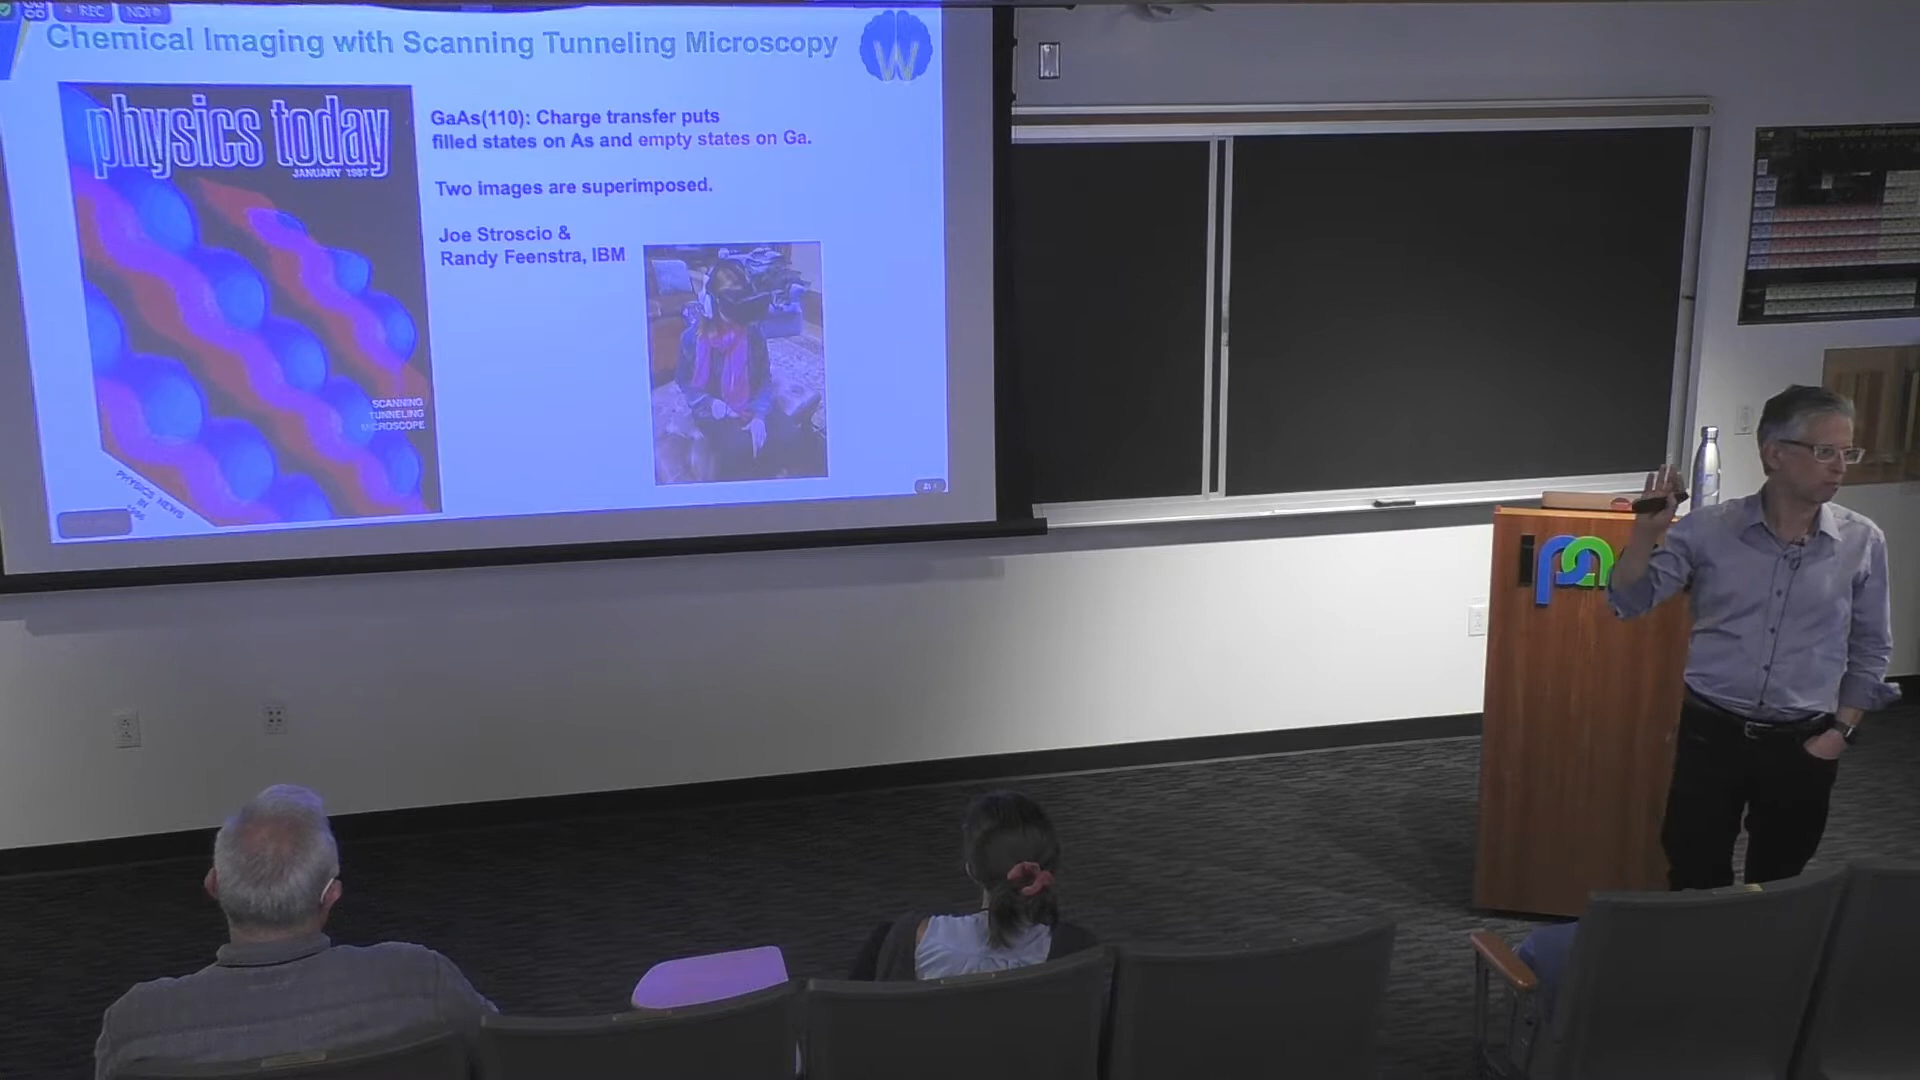 REC
NDI
Chemical Imaging with Scanning Tunneling Microscopy
W
physics today
JANUARY 1987
SCANNING
TUNNELING
MICROSCOPE
PHYSICS NEWS
IN
1986
GaAs(110): Charge transfer puts
filled states on As and empty states on Ga.
Two images are superimposed.
Joe Stroscio &
Randy Feenstra, IBM